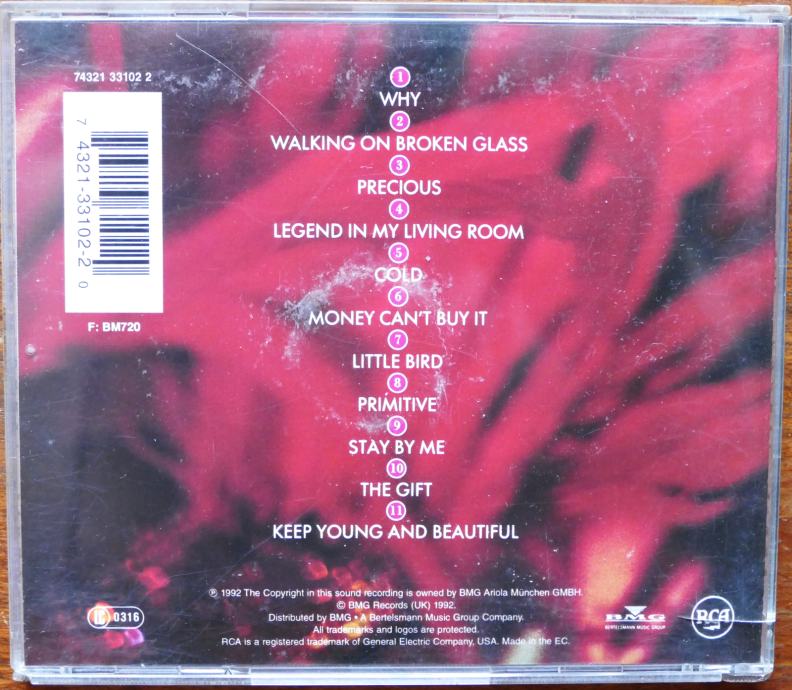 74321 33102 2
7 4321-33102-2 0
F: BM720
1
WHY
2
WALKING ON BROKEN GLASS
3
PRECIOUS
4
LEGEND IN MY LIVING ROOM
5
COLD
6
MONEY CAN'T BUY IT
7
LITTLE BIRD
8
PRIMITIVE
9
STAY BY ME
10
THE GIFT
11
KEEP YOUNG AND BEAUTIFUL
℗ 1992 The Copyright in this sound recording is owned by BMG Ariola München GMBH.
© BMG Records (UK) 1992.
Distributed by BMG • A Bertelsmann Music Group Company.
All trademarks and logos are protected.
RCA is a registered trademark of General Electric Company, USA. Made in the EC.
0316
BMG
BERTELSMANN MUSIC GROUP
RCA